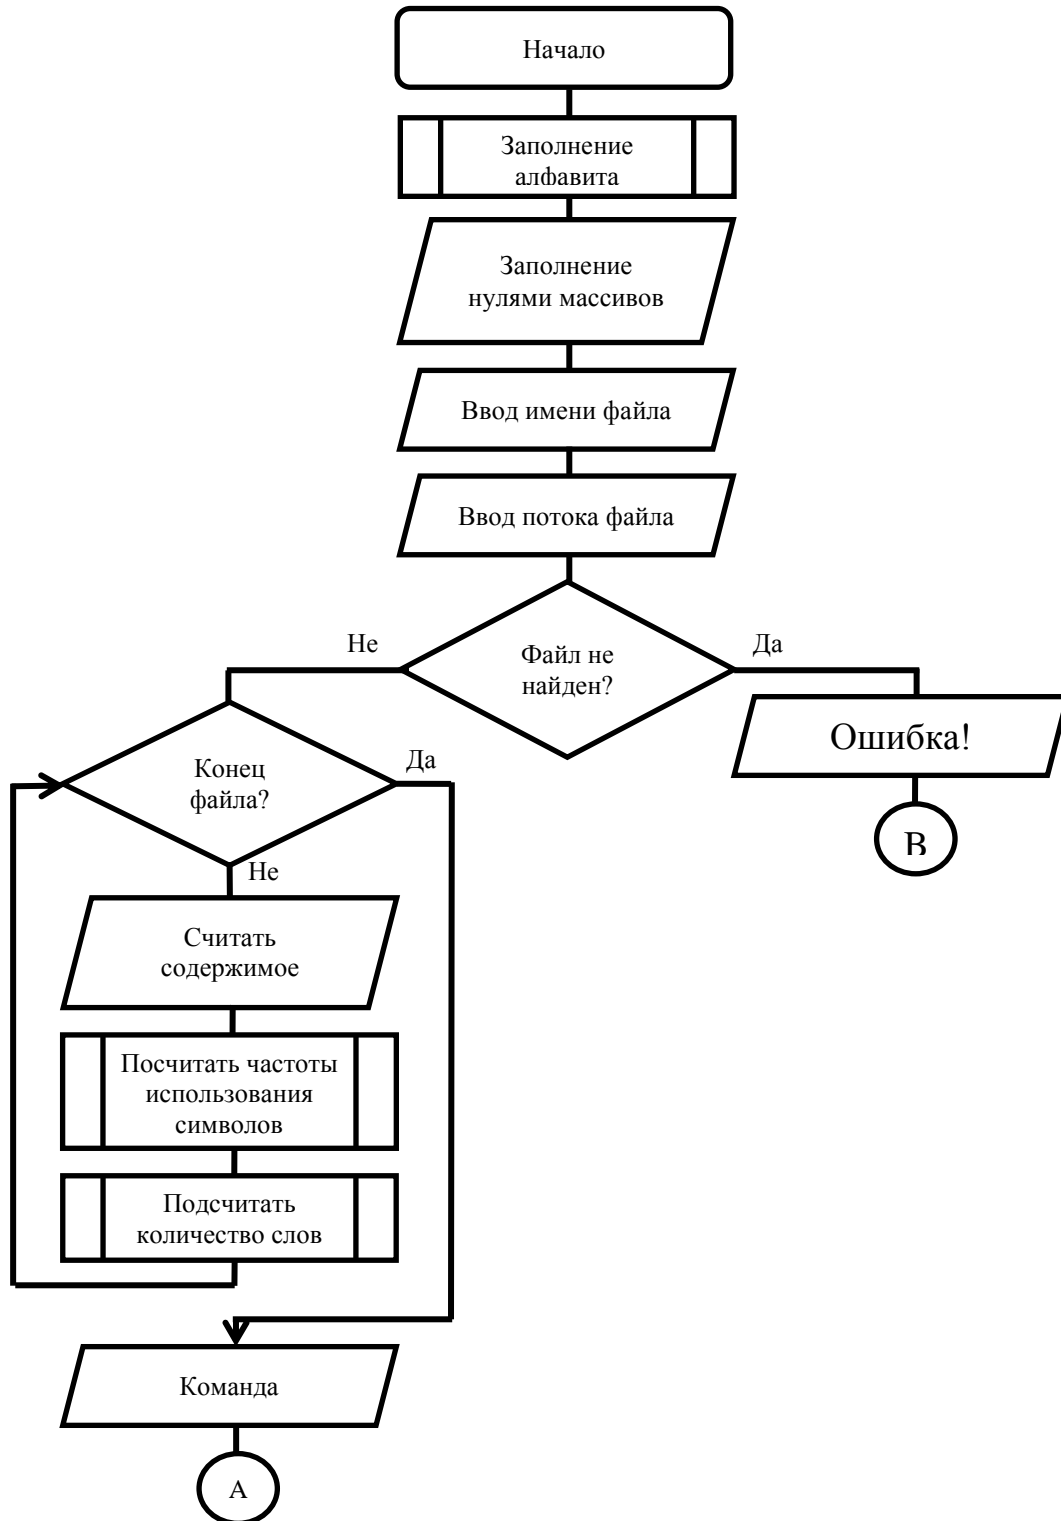 Начало
Заполнение
алфавита
Заполнение
нулями массивов
Ввод имени файла
Ввод потока файла
Не
Файл не
найден?
Да
Ошибка!
В
Конец
файла?
Да
Не
Считать
содержимое
Посчитать частоты
использования
символов
Подсчитать
количество слов
Команда
А